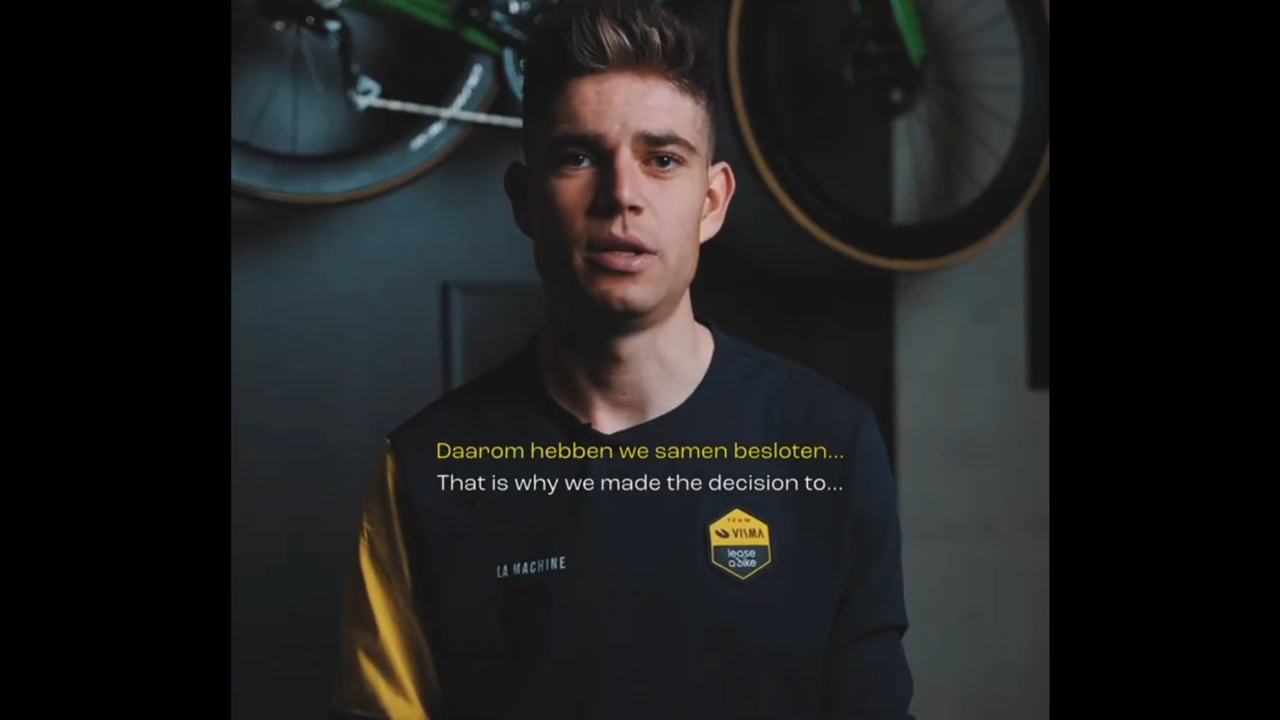 Daarom hebben we samen besloten...
That is why we made the decision to...
TEAM
VISMA
lease
a bike
LA MACHINE